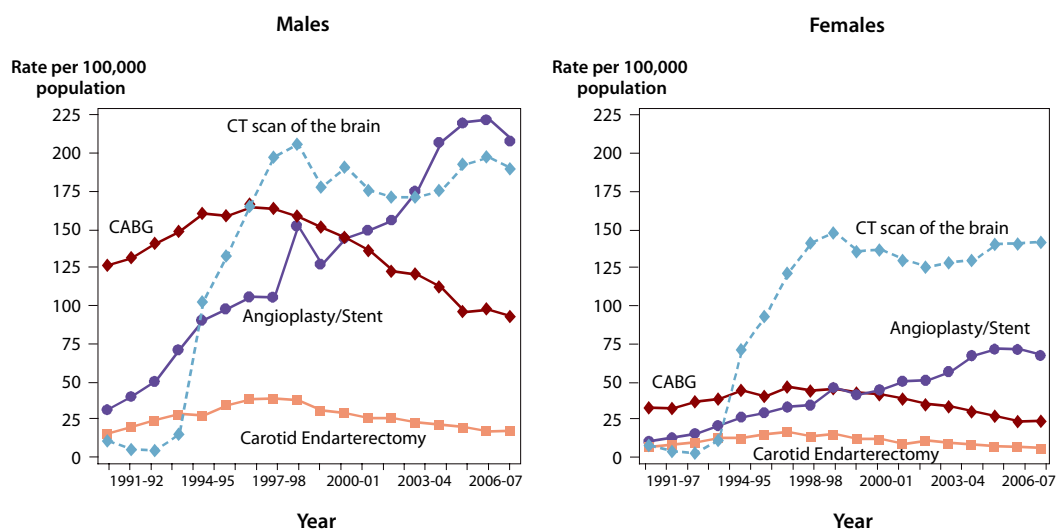 Males
Rate per 100,000
population
225
200
175
150
125
100
75
50
25
0
CT scan of the brain
CABG
Angioplasty/Stent
Carotid Endarterectomy
1991-92 1994-95 1997-98 2000-01 2003-04 2006-07
Year
Females
Rate per 100,000
population
225
200
175
150
125
100
75
50
25
0
CT scan of the brain
Angioplasty/Stent
CABG
Carotid Endarterectomy
1991-97 1994-95 1998-98 2000-01 2003-04 2006-07
Year